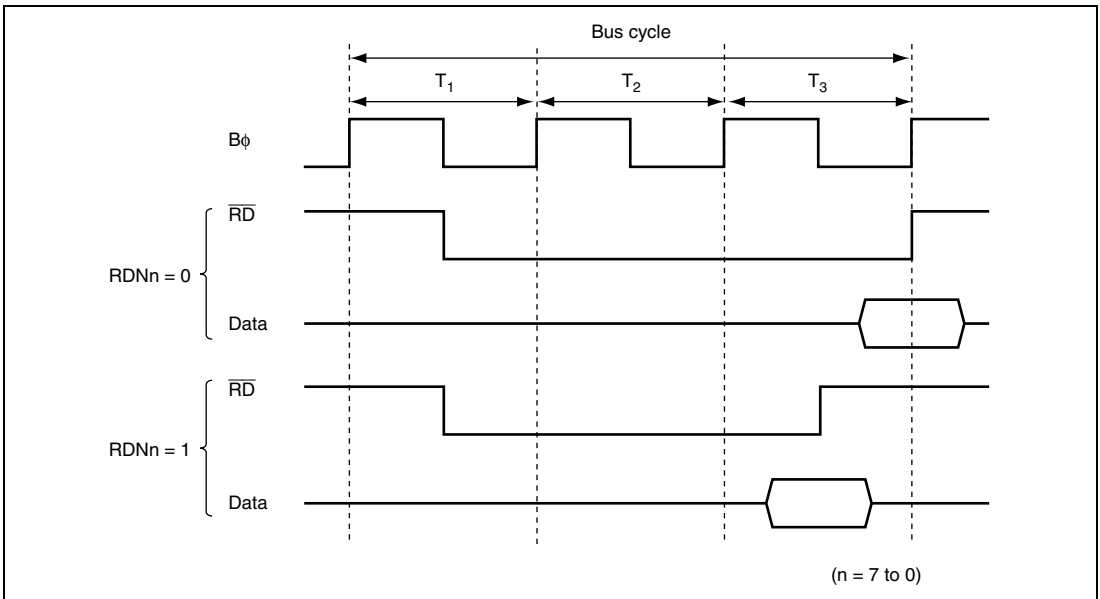 Bus cycle
T1 T2 T3
Bϕ
RD
RDNn = 0
Data
RD
RDNn = 1
Data
(n = 7 to 0)